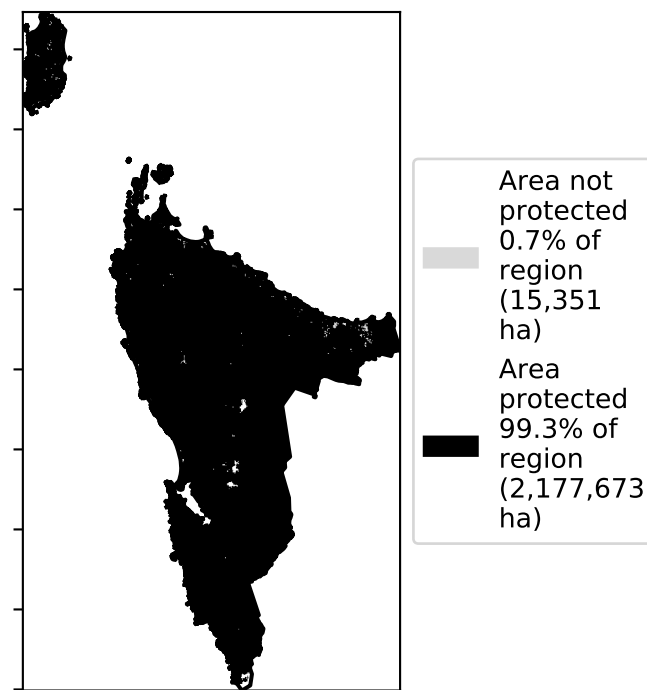 Area not
protected
0.7% of
region
(15,351
ha)
Area
protected
99.3% of
region
(2,177,673
ha)